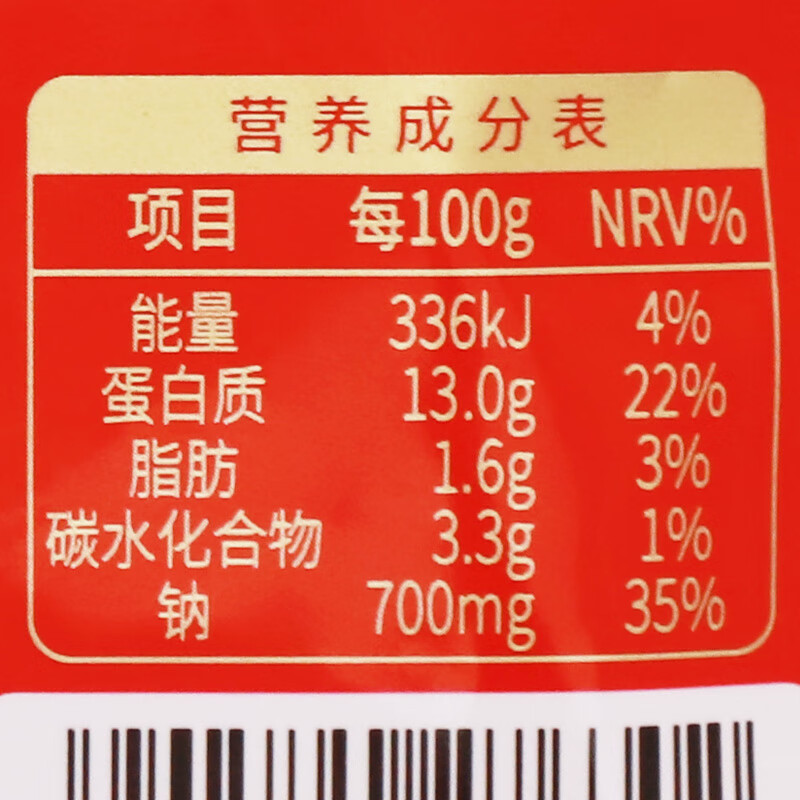 营养成分表
项目 每100g NRV%
能量 336kJ 4%
蛋白质 13.0g 22%
脂肪 1.6g 3%
碳水化合物 3.3g 1%
钠 700mg 35%